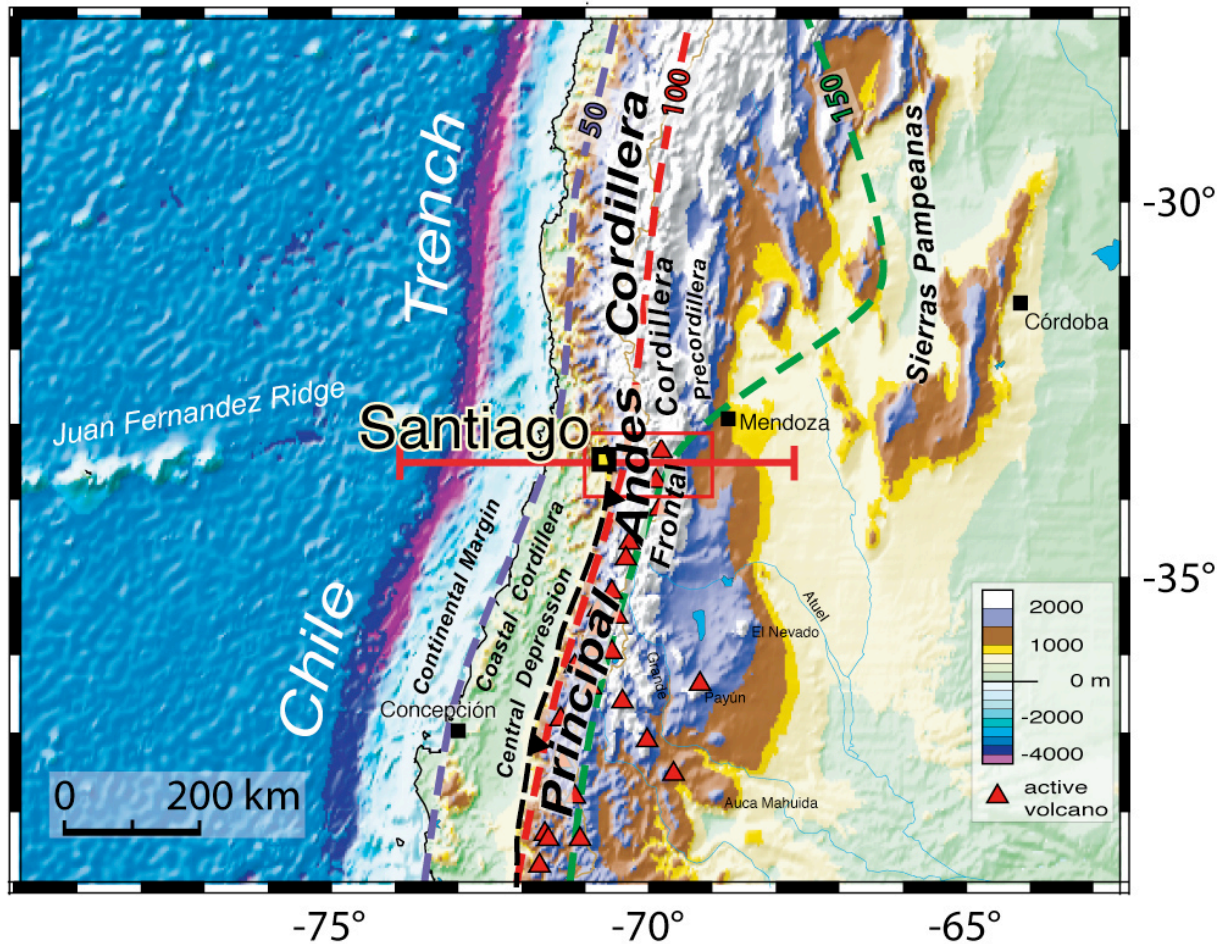 50
100
150
Trench
Andes Cordillera
Cordillera
Precordillera
Sierras Pampeanas
-30°
Córdoba
Juan Fernandez Ridge
Santiago
Mendoza
Continental Margin
Coastal Cordillera
Central Depression
Principal
Frontal
-35°
Chile
Concepción
Grande
Atuel
El Nevado
Payún
Auca Mahuida
2000
1000
0 m
-2000
-4000
active
volcano
0 200 km
-75° -70° -65°